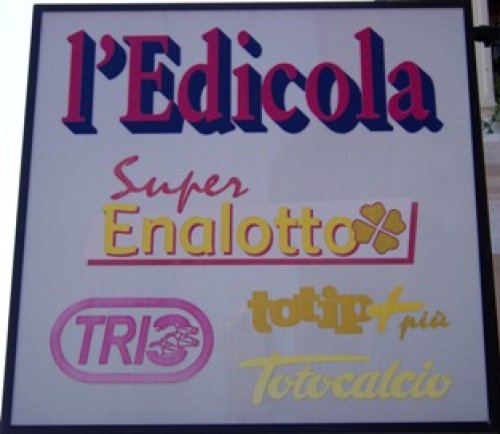 l'Edicola
Super
Enalotto
TRIS
totip+
più
Totocalcio